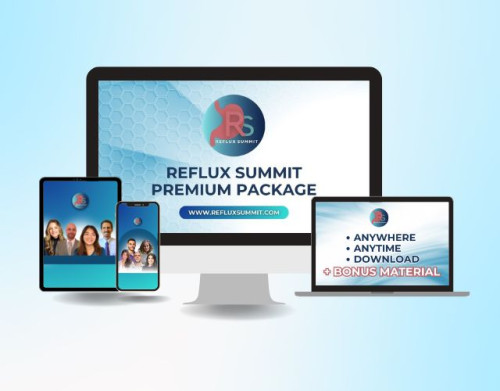 RS
REFLUX SUMMIT
REFLUX SUMMIT
PREMIUM PACKAGE
WWW.REFLUXSUMMIT.COM
• ANYWHERE
• ANYTIME
• DOWNLOAD
+ BONUS MATERIAL